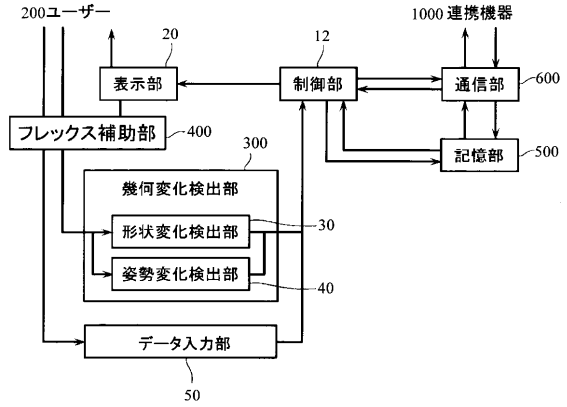 200ユーザー
1000 連携機器
20
12
表示部
制御部
通信部
600
フレックス補助部
400
記憶部
500
300
幾何変化検出部
形状変化検出部
30
姿勢変化検出部
40
データ入力部
50